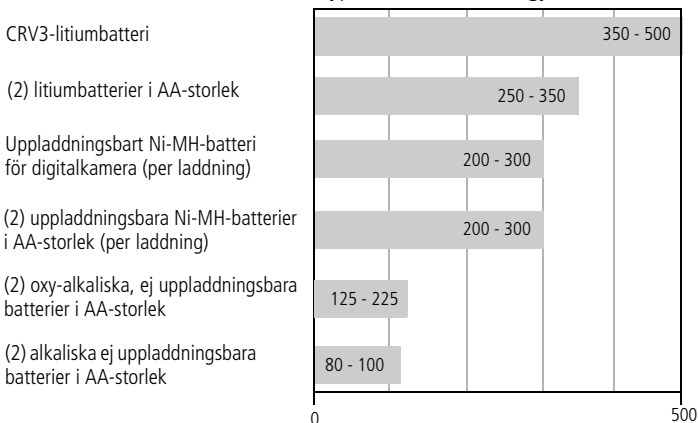 CRV3-litiumbatteri
350 - 500
(2) litiumbatterier i AA-storlek
250 - 350
Uppladdningsbart Ni-MH-batteri
för digitalkamera (per laddning)
200 - 300
(2) uppladdningsbara Ni-MH-batterier
i AA-storlek (per laddning)
200 - 300
(2) oxy-alkaliska, ej uppladdningsbara
batterier i AA-storlek
125 - 225
(2) alkaliska ej uppladdningsbara
batterier i AA-storlek
80 - 100
0
500